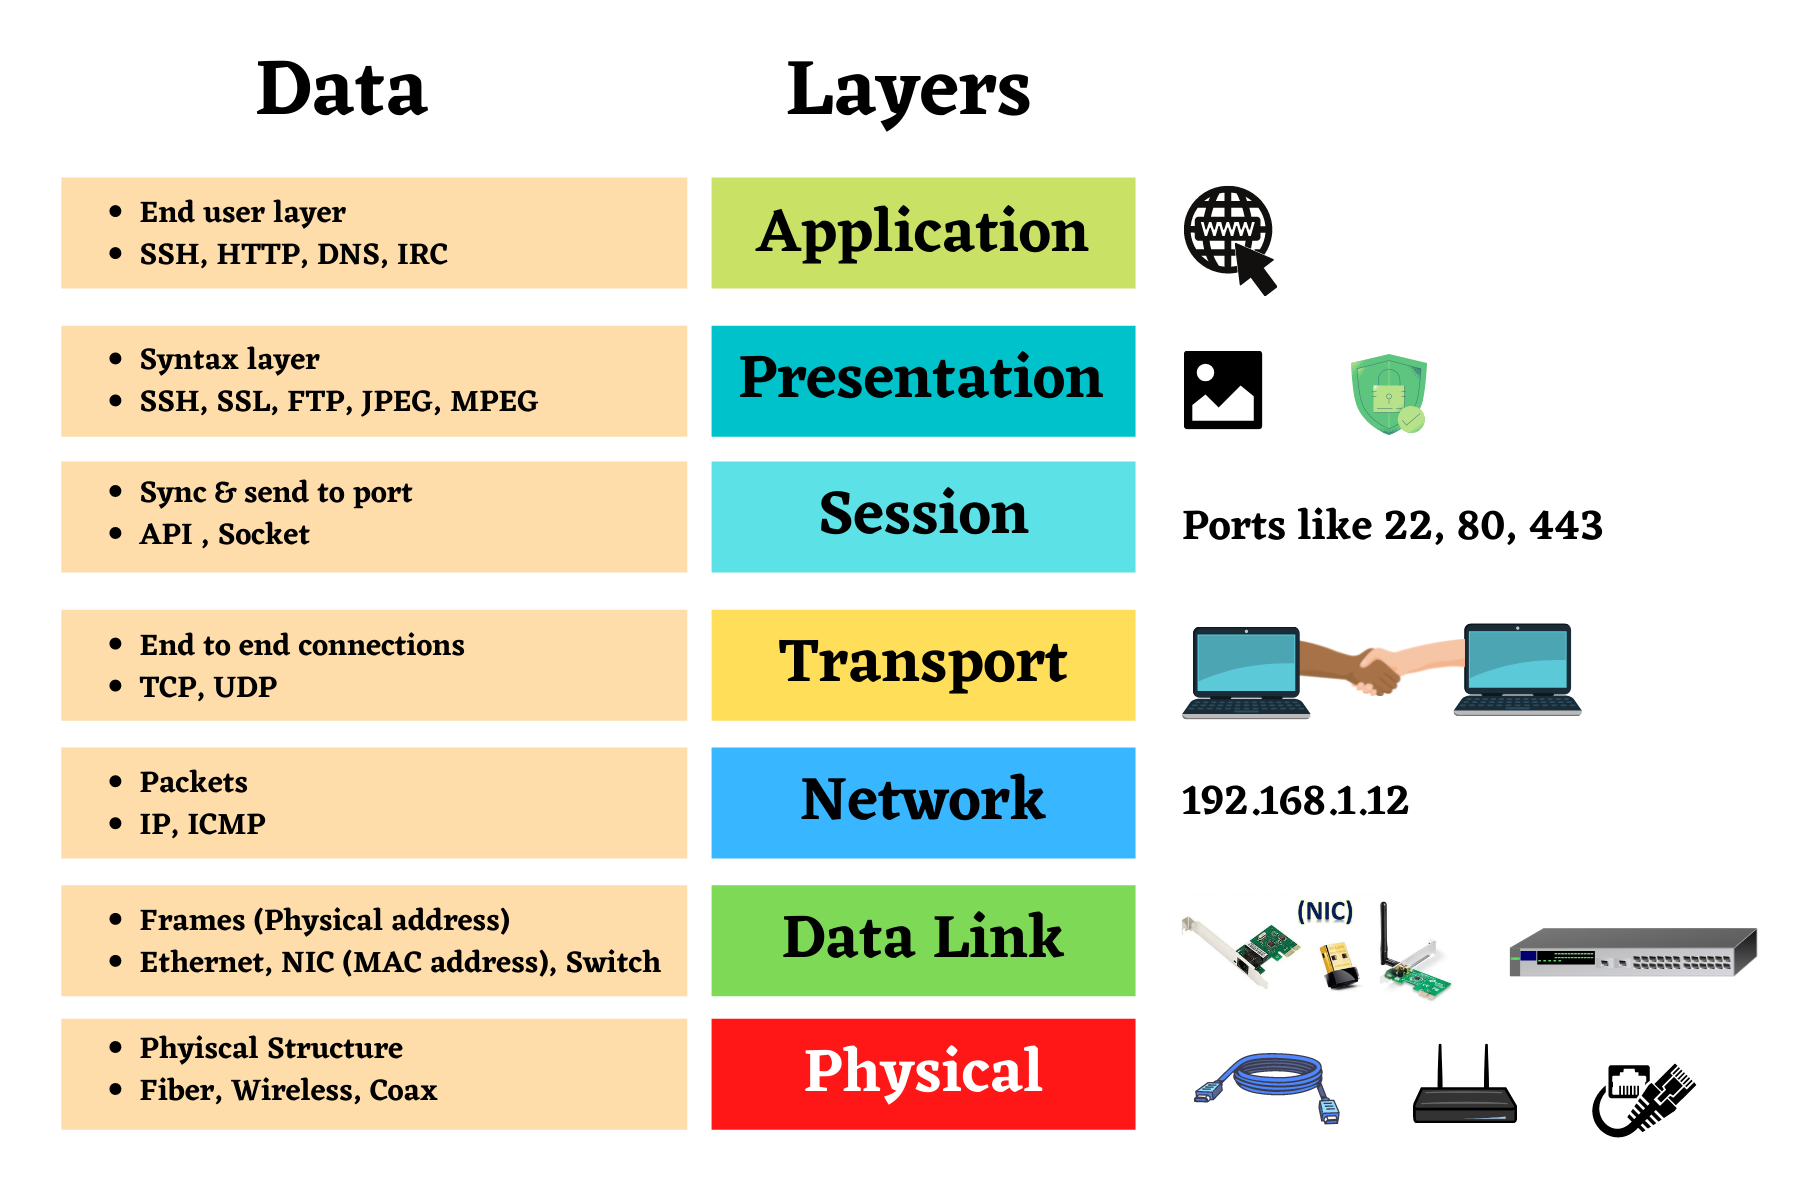 Data
Layers
End user layer
SSH, HTTP, DNS, IRC
Application
WWW
Syntax layer
SSH, SSL, FTP, JPEG, MPEG
Presentation
Sync & send to port
API , Socket
Session
Ports like 22, 80, 443
End to end connections
TCP, UDP
Transport
Packets
IP, ICMP
Network
192.168.1.12
Frames (Physical address)
Ethernet, NIC (MAC address), Switch
Data Link
(NIC)
Phyiscal Structure
Fiber, Wireless, Coax
Physical